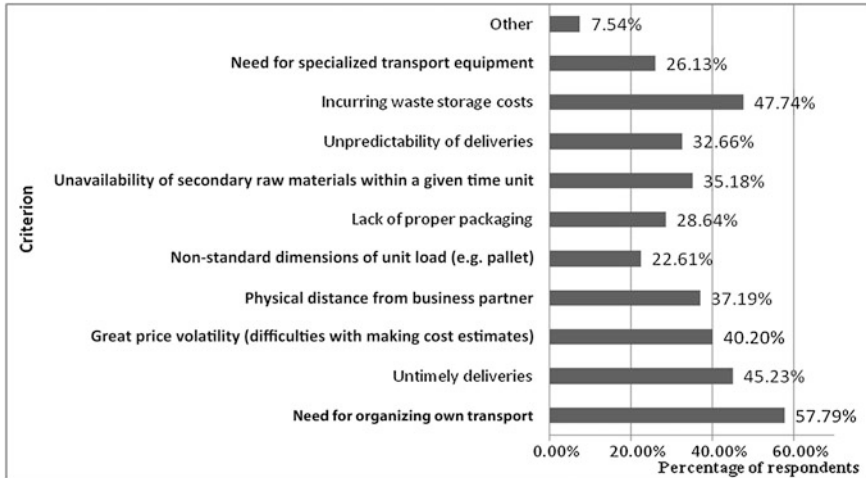 Other 7.54%
Need for specialized transport equipment 26.13%
Incurring waste storage costs 47.74%
Unpredictability of deliveries 32.66%
Unavailability of secondary raw materials within a given time unit 35.18%
Lack of proper packaging 28.64%
Non-standard dimensions of unit load (e.g. pallet) 22.61%
Physical distance from business partner 37.19%
Great price volatility (difficulties with making cost estimates) 40.20%
Untimely deliveries 45.23%
Need for organizing own transport 57.79%
Criterion
0.00% 20.00% 40.00% 60.00%
Percentage of respondents